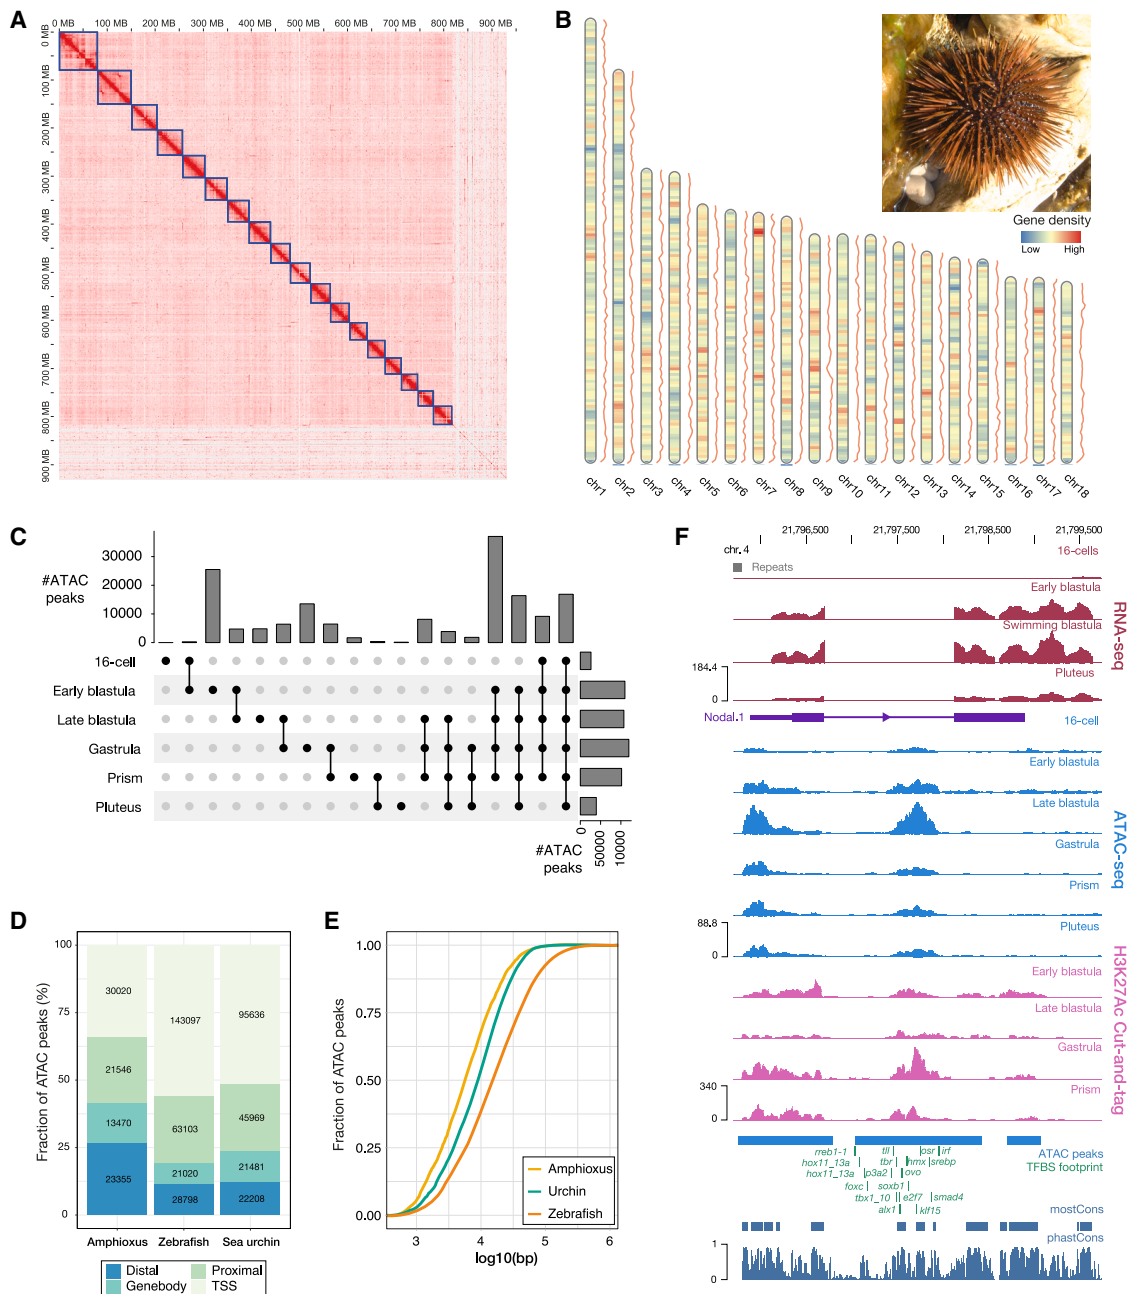 A
0 MB 100 MB 200 MB 300 MB 400 MB 500 MB 600 MB 700 MB 800 MB 900 MB
0 MB
100 MB
200 MB
300 MB
400 MB
500 MB
600 MB
700 MB
800 MB
900 MB
B
Gene density
Low High
chr1 chr2 chr3 chr4 chr5 chr6 chr7 chr8 chr9 chr10 chr11 chr12 chr13 chr14 chr15 chr16 chr17 chr18
C
#ATAC
peaks
30000
20000
10000
0
16-cell
Early blastula
Late blastula
Gastrula
Prism
Pluteus
#ATAC
peaks
0
50000
10000
D
Fraction of ATAC peaks (%)
100
75
50
25
0
30020
21546
13470
23355
143097
63103
21020
28798
95636
45969
21481
22208
Amphioxus Zebrafish Sea urchin
Distal Proximal
Genebody TSS
E
Fraction of ATAC peaks
1.00
0.75
0.50
0.25
0.00
Amphioxus
Urchin
Zebrafish
3 4 5 6
log10(bp)
F
21,796,500 21,797,500 21,798,500 21,799,500
chr. 4
16-cells
Repeats
Early blastula
Swimming blastula
184.4
Pluteus
0
RNA-seq
Nodal.1
16-cell
Early blastula
Late blastula
Gastrula
Prism
88.8
Pluteus
0
ATAC-seq
Early blastula
Late blastula
Gastrula
340
Prism
0
H3K27Ac Cut-and-tag
ATAC peaks
TFBS footprint
rreb1-1 tll osr irf
hox11_13a tbr hmx srebp
hox11_13a p3a2 ovo
foxc soxb1
tbx1_10 e2f7 smad4
alx1 klf15
mostCons
phastCons
1
0